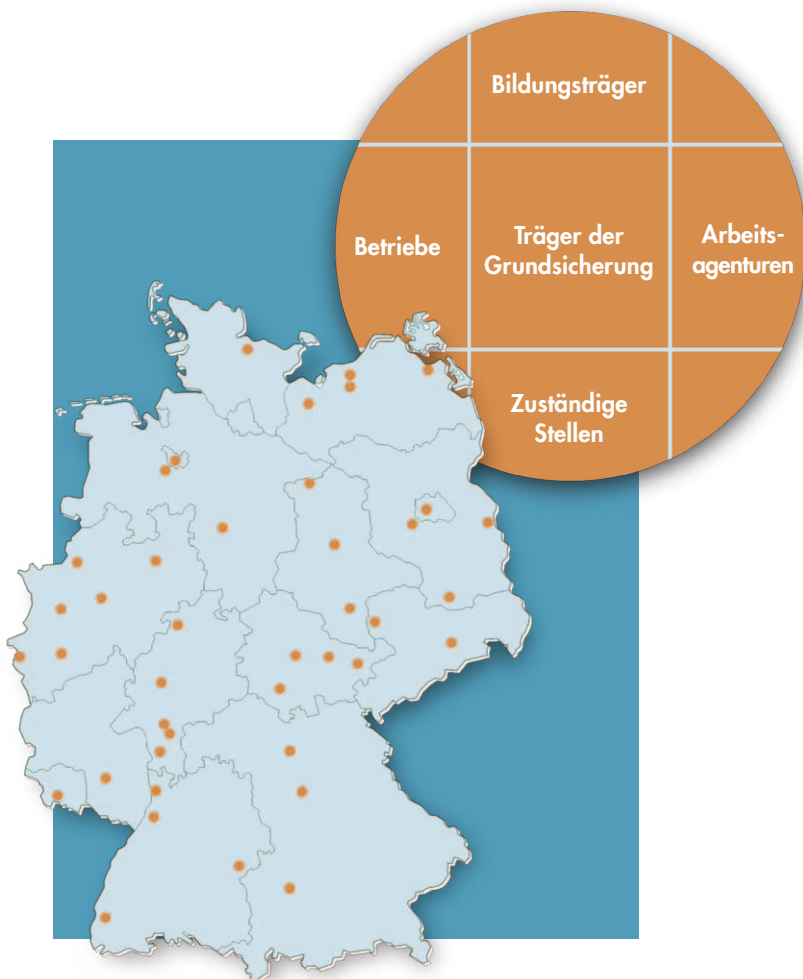 Bildungsträger
Betriebe
Träger der
Grundsicherung
Arbeits-
agenturen
Zuständige
Stellen